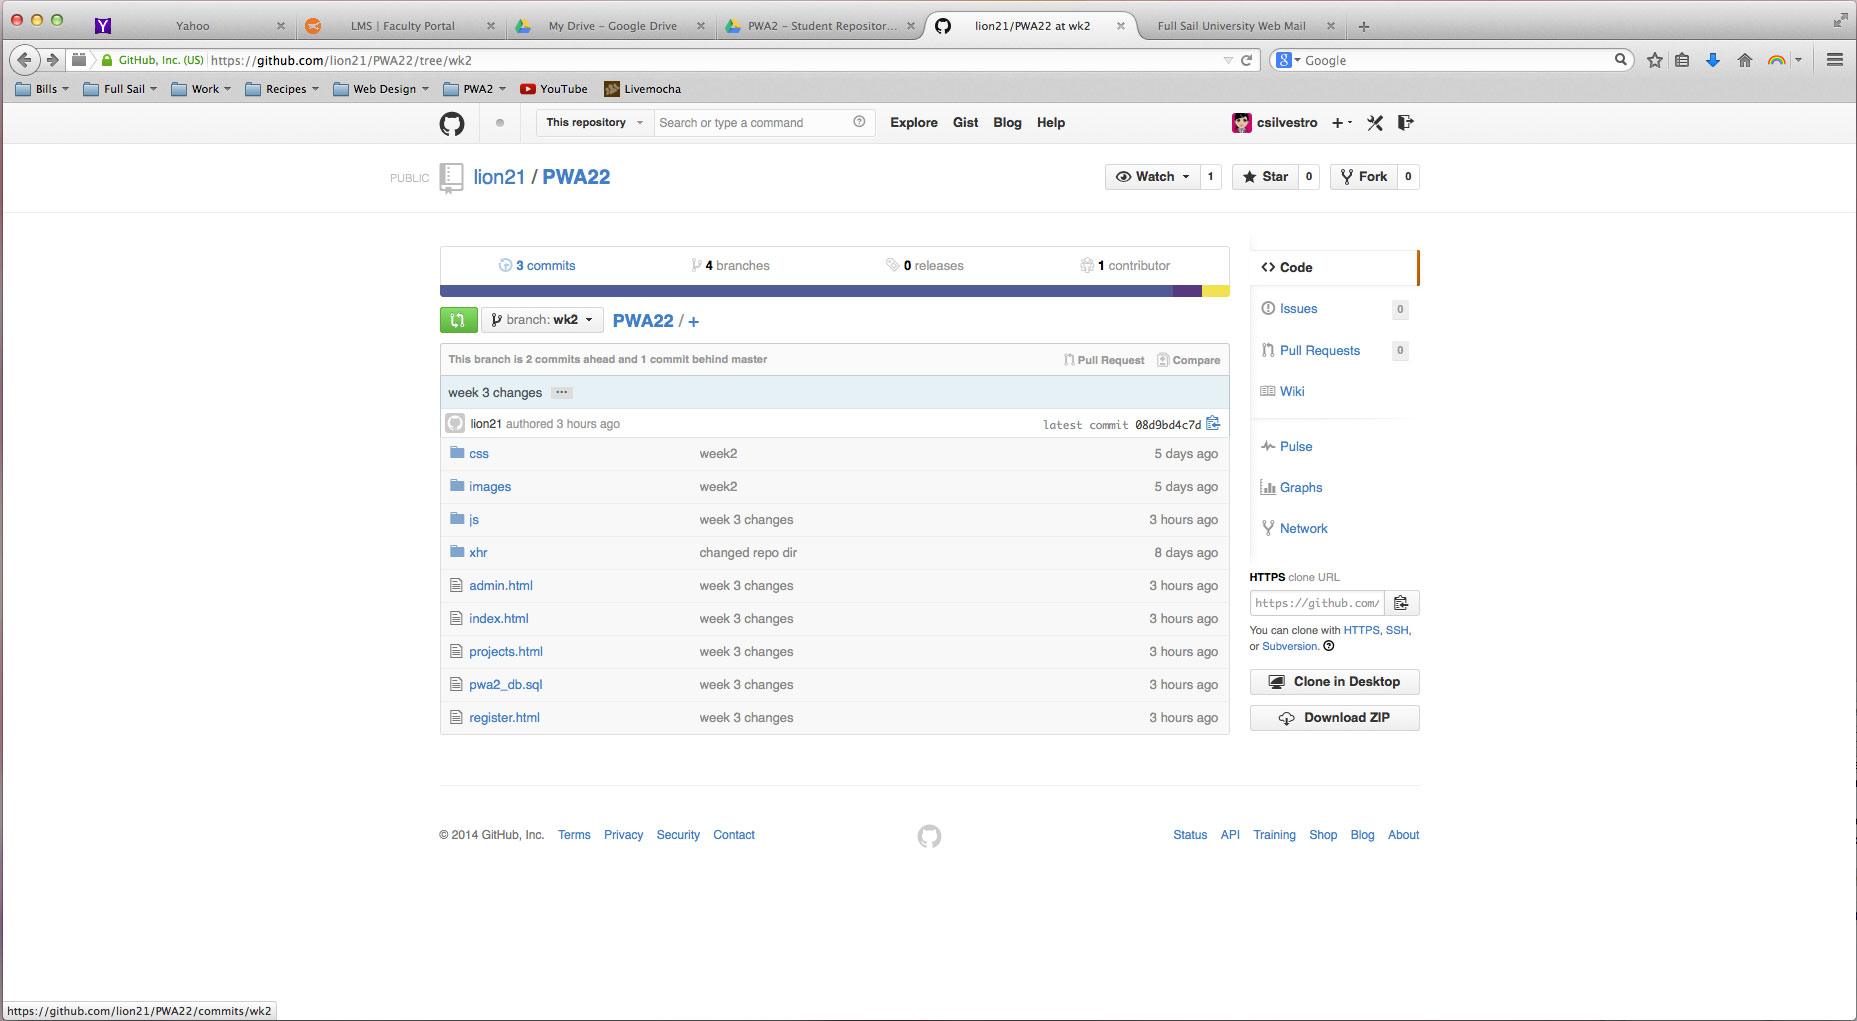 Yahoo
LMS | Faculty Portal
My Drive - Google Drive
PWA2 - Student Repositor...
lion21/PWA22 at wk2
Full Sail University Web Mail
GitHub, Inc. (US) https://github.com/lion21/PWA22/tree/wk2
Google
Bills Full Sail Work Recipes Web Design PWA2 YouTube Livemocha
This repository Search or type a command Explore Gist Blog Help csilvestro
PUBLIC lion21 / PWA22 Watch 1 Star 0 Fork 0
3 commits 4 branches 0 releases 1 contributor
branch: wk2 PWA22 / +
This branch is 2 commits ahead and 1 commit behind master Pull Request Compare
week 3 changes ...
lion21 authored 3 hours ago latest commit 08d9bd4c7d
css week2 5 days ago
images week2 5 days ago
js week 3 changes 3 hours ago
xhr changed repo dir 8 days ago
admin.html week 3 changes 3 hours ago
index.html week 3 changes 3 hours ago
projects.html week 3 changes 3 hours ago
pwa2_db.sql week 3 changes 3 hours ago
register.html week 3 changes 3 hours ago
Code
Issues 0
Pull Requests 0
Wiki
Pulse
Graphs
Network
HTTPS clone URL
https://github.com/
You can clone with HTTPS, SSH,
or Subversion.
Clone in Desktop
Download ZIP
© 2014 GitHub, Inc. Terms Privacy Security Contact Status API Training Shop Blog About
https://github.com/lion21/PWA22/commits/wk2